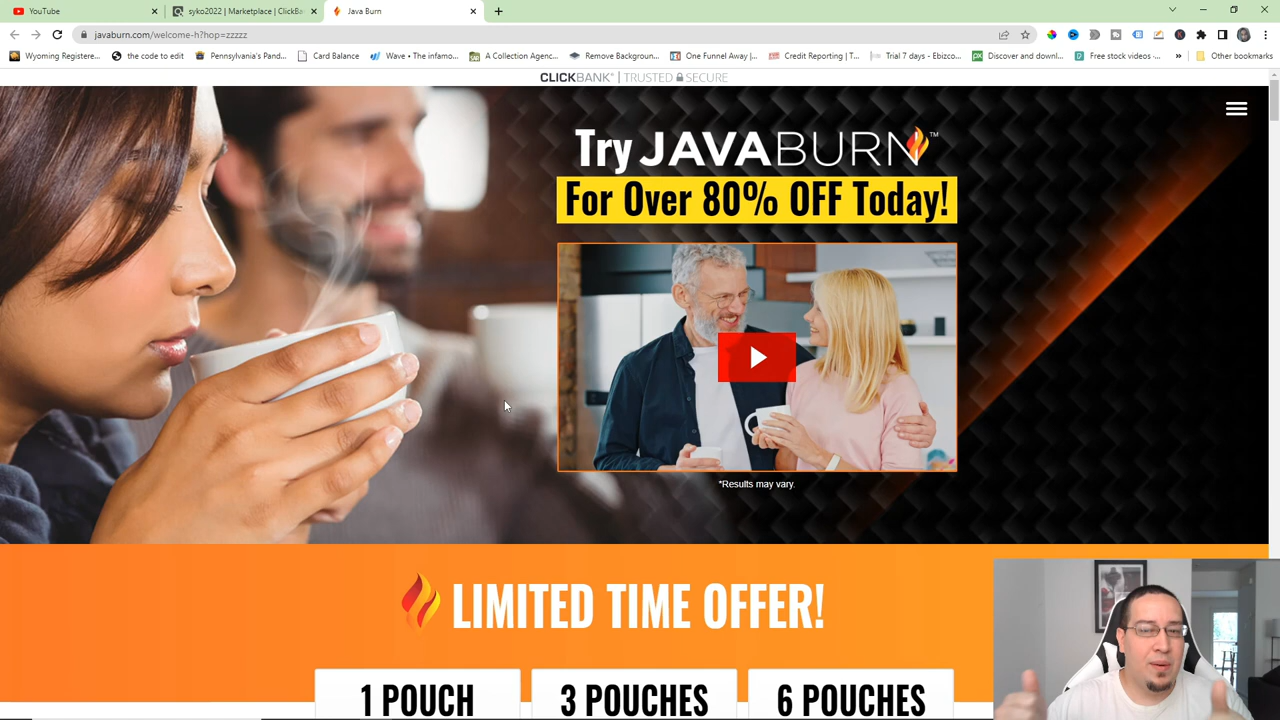 YouTube
syko2022 | Marketplace | ClickBa
Java Burn
javaburn.com/welcome-h?hop=zzzzz
Wyoming Registere...
the code to edit
Pennsylvania's Pand...
Card Balance
Wave • The infamo...
A Collection Agenc...
Remove Backgroun...
One Funnel Away |...
Credit Reporting | T...
Trial 7 days - Ebizco...
Discover and downl...
Free stock videos -...
»
Other bookmarks
CLICKBANK® | TRUSTED SECURE
Try JAVABURN™
For Over 80% OFF Today!
*Results may vary.
LIMITED TIME OFFER!
1 POUCH
3 POUCHES
6 POUCHES